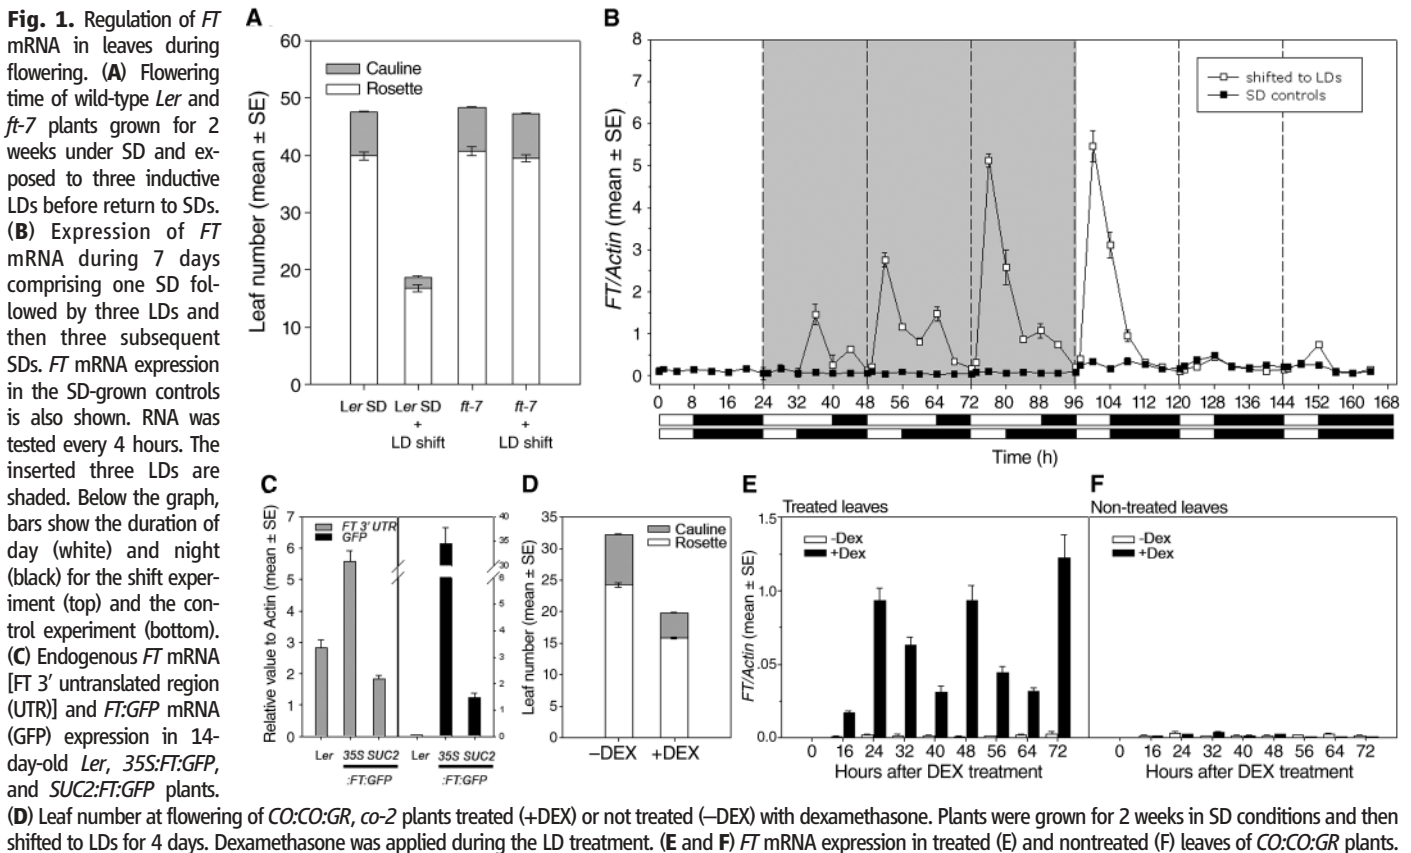 Fig. 1. Regulation of FT
mRNA in leaves during
flowering. (A) Flowering
time of wild-type Ler and
ft-7 plants grown for 2
weeks under SD and ex-
posed to three inductive
LDs before return to SDs.
(B) Expression of FT
mRNA during 7 days
comprising one SD fol-
lowed by three LDs and
then three subsequent
SDs. FT mRNA expression
in the SD-grown controls
is also shown. RNA was
tested every 4 hours. The
inserted three LDs are
shaded. Below the graph,
bars show the duration of
day (white) and night
(black) for the shift exper-
iment (top) and the con-
trol experiment (bottom).
(C) Endogenous FT mRNA
[FT 3′ untranslated region
(UTR)] and FT:GFP mRNA
(GFP) expression in 14-
day-old Ler, 35S:FT:GFP,
and SUC2:FT:GFP plants.
(D) Leaf number at flowering of CO:CO:GR, co-2 plants treated (+DEX) or not treated (–DEX) with dexamethasone. Plants were grown for 2 weeks in SD conditions and then
shifted to LDs for 4 days. Dexamethasone was applied during the LD treatment. (E and F) FT mRNA expression in treated (E) and nontreated (F) leaves of CO:CO:GR plants.
A
Leaf number (mean ± SE)
60
50
40
30
20
10
0
Cauline
Rosette
Ler SD
Ler SD
+
LD shift
ft-7
ft-7
+
LD shift
B
FT/Actin (mean ± SE)
8
7
6
5
4
3
2
1
0
shifted to LDs
SD controls
0 8 16 24 32 40 48 56 64 72 80 88 96 104 112 120 128 136 144 152 160 168
Time (h)
C
Relative value to Actin (mean ± SE)
7
6
5
4
3
2
1
0
FT 3' UTR
GFP
40
35
30
6
5
4
3
2
1
0
Ler 35S SUC2 Ler 35S SUC2
:FT:GFP :FT:GFP
D
Leaf number (mean ± SE)
35
30
25
20
15
10
5
0
Cauline
Rosette
–DEX +DEX
E
Treated leaves
FT/Actin (mean ± SE)
1.5
1.0
.05
0.0
-Dex
+Dex
0 16 24 32 40 48 56 64 72
Hours after DEX treatment
F
Non-treated leaves
-Dex
+Dex
0 16 24 32 40 48 56 64 72
Hours after DEX treatment